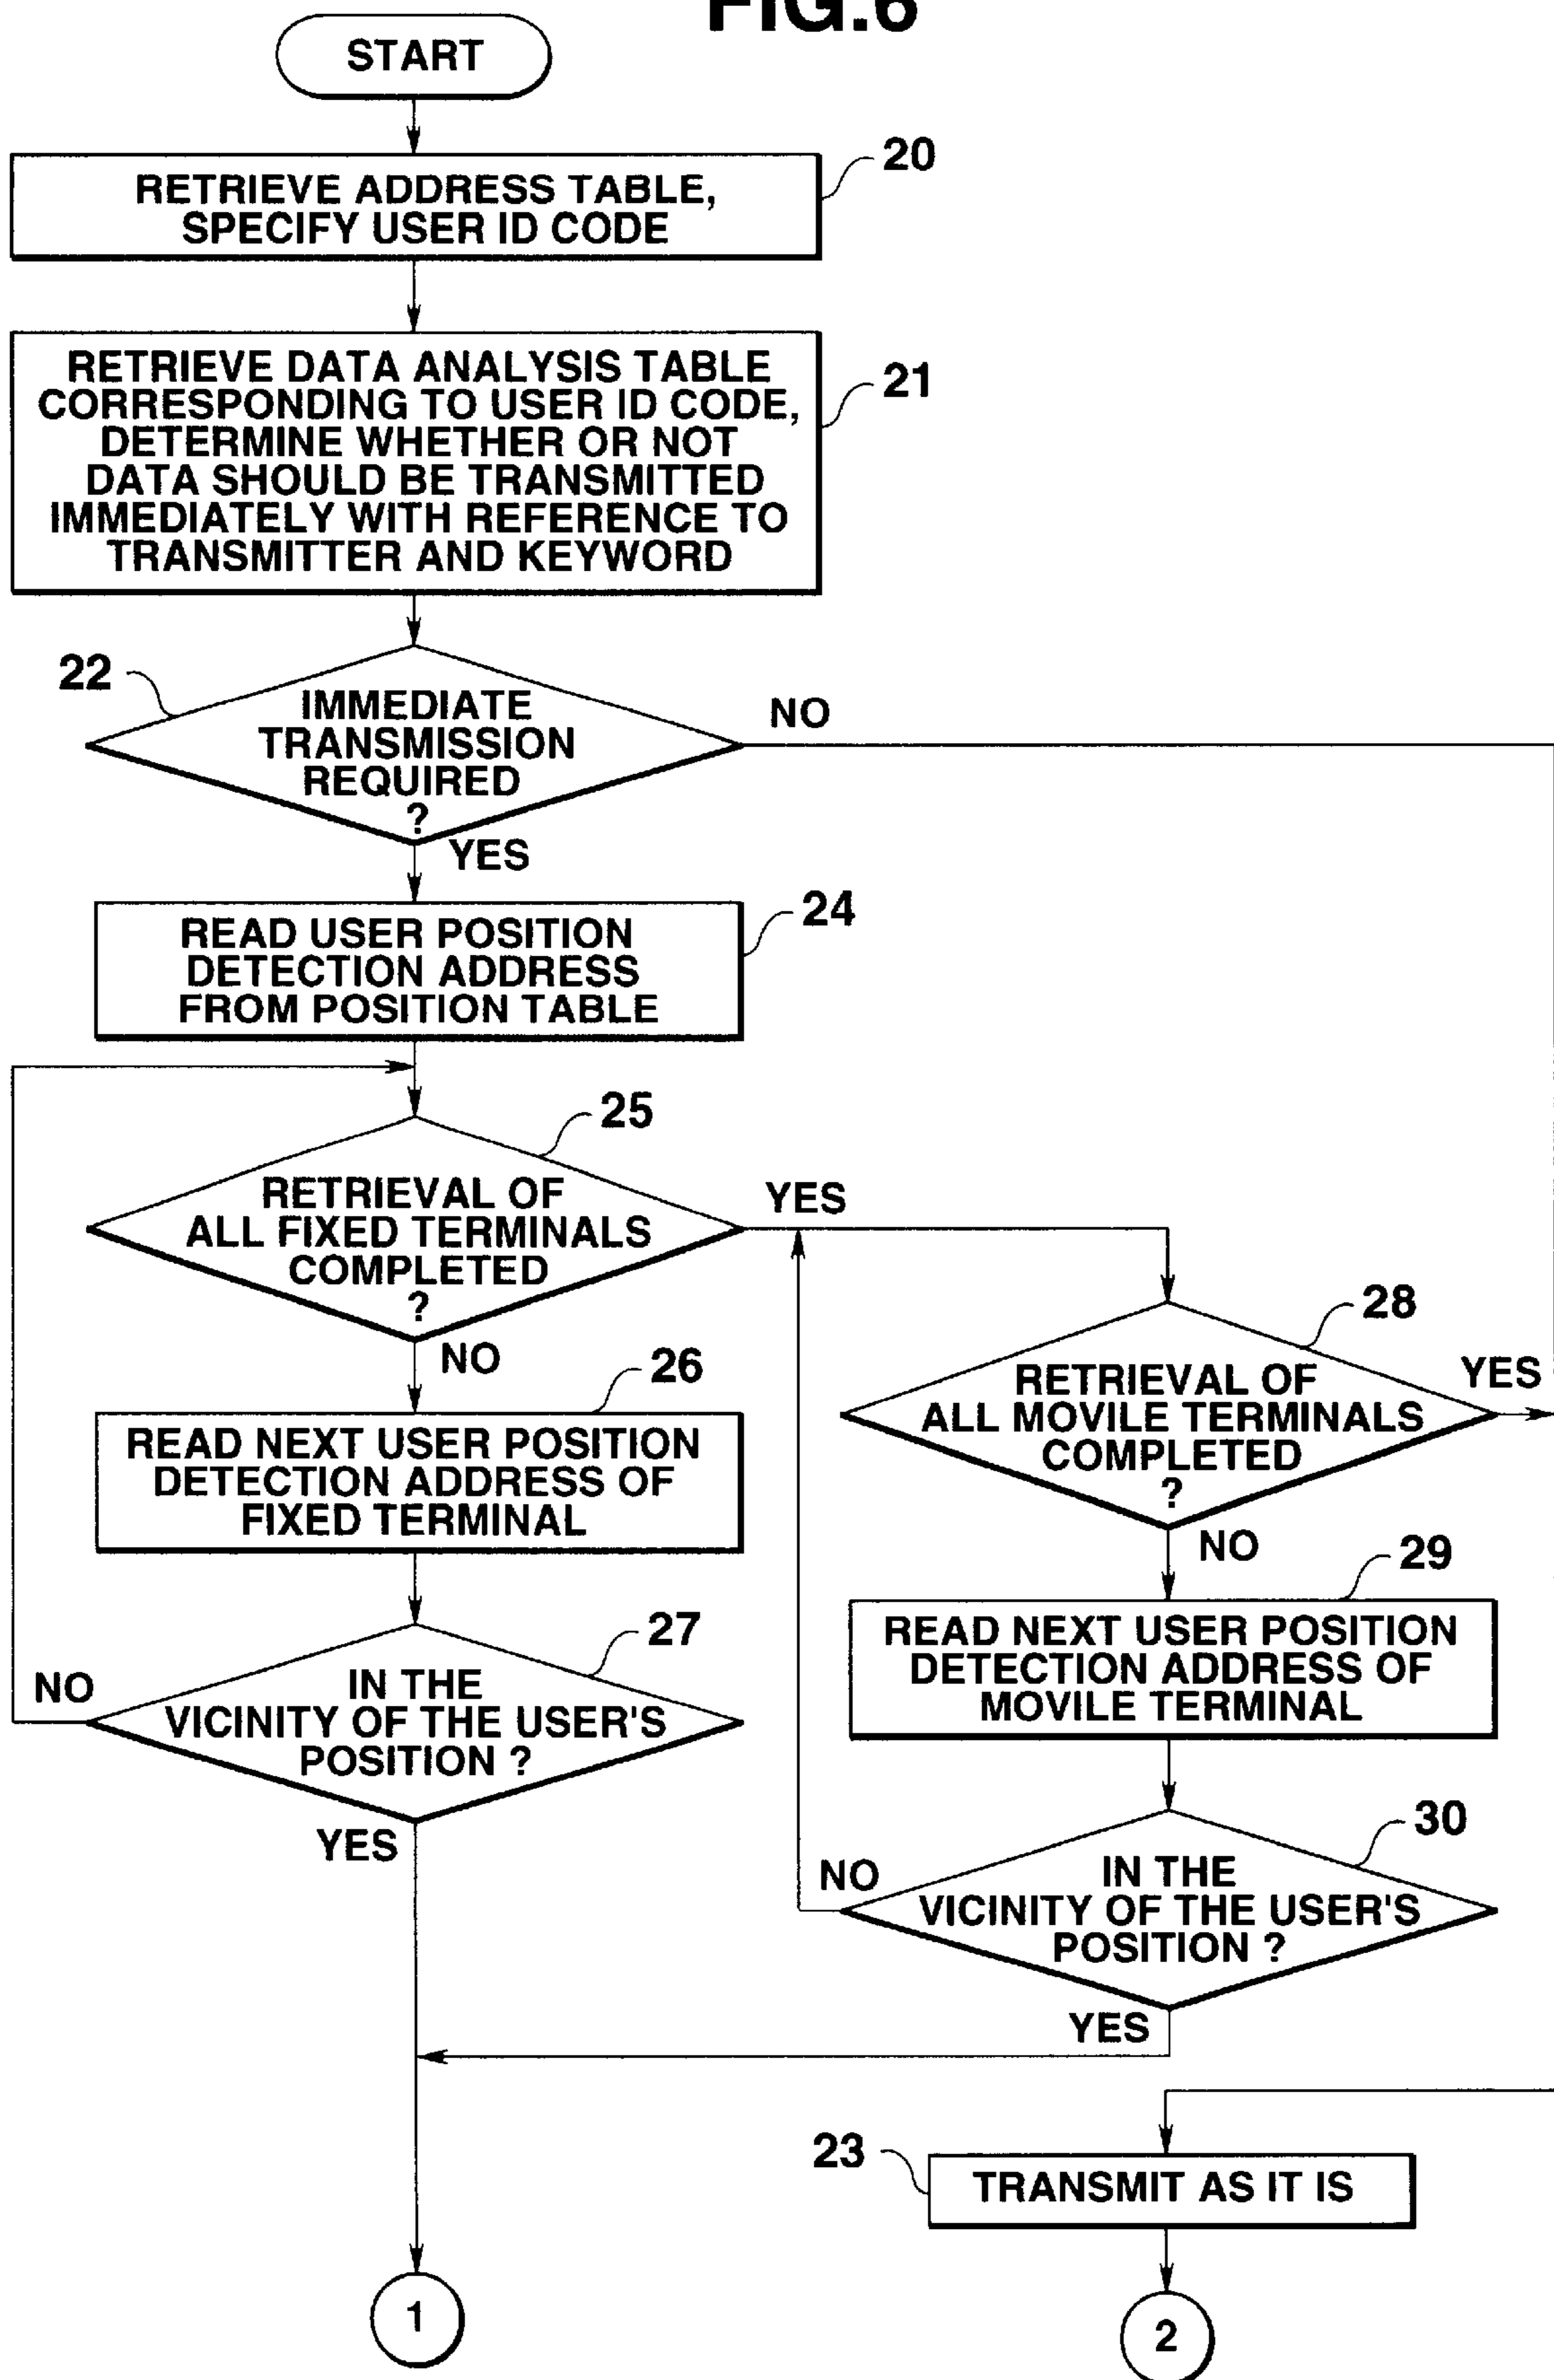 FIG.6
START
20
RETRIEVE ADDRESS TABLE,
SPECIFY USER ID CODE
21
RETRIEVE DATA ANALYSIS TABLE
CORRESPONDING TO USER ID CODE,
DETERMINE WHETHER OR NOT
DATA SHOULD BE TRANSMITTED
IMMEDIATELY WITH REFERENCE TO
TRANSMITTER AND KEYWORD
22
IMMEDIATE
TRANSMISSION
REQUIRED
?
NO
YES
24
READ USER POSITION
DETECTION ADDRESS
FROM POSITION TABLE
25
RETRIEVAL OF
ALL FIXED TERMINALS
COMPLETED
?
YES
NO
26
READ NEXT USER POSITION
DETECTION ADDRESS OF
FIXED TERMINAL
27
IN THE
VICINITY OF THE USER'S
POSITION ?
NO
YES
28
RETRIEVAL OF
ALL MOVILE TERMINALS
COMPLETED
?
YES
NO
29
READ NEXT USER POSITION
DETECTION ADDRESS OF
MOVILE TERMINAL
30
IN THE
VICINITY OF THE USER'S
POSITION ?
NO
YES
23
TRANSMIT AS IT IS
1
2